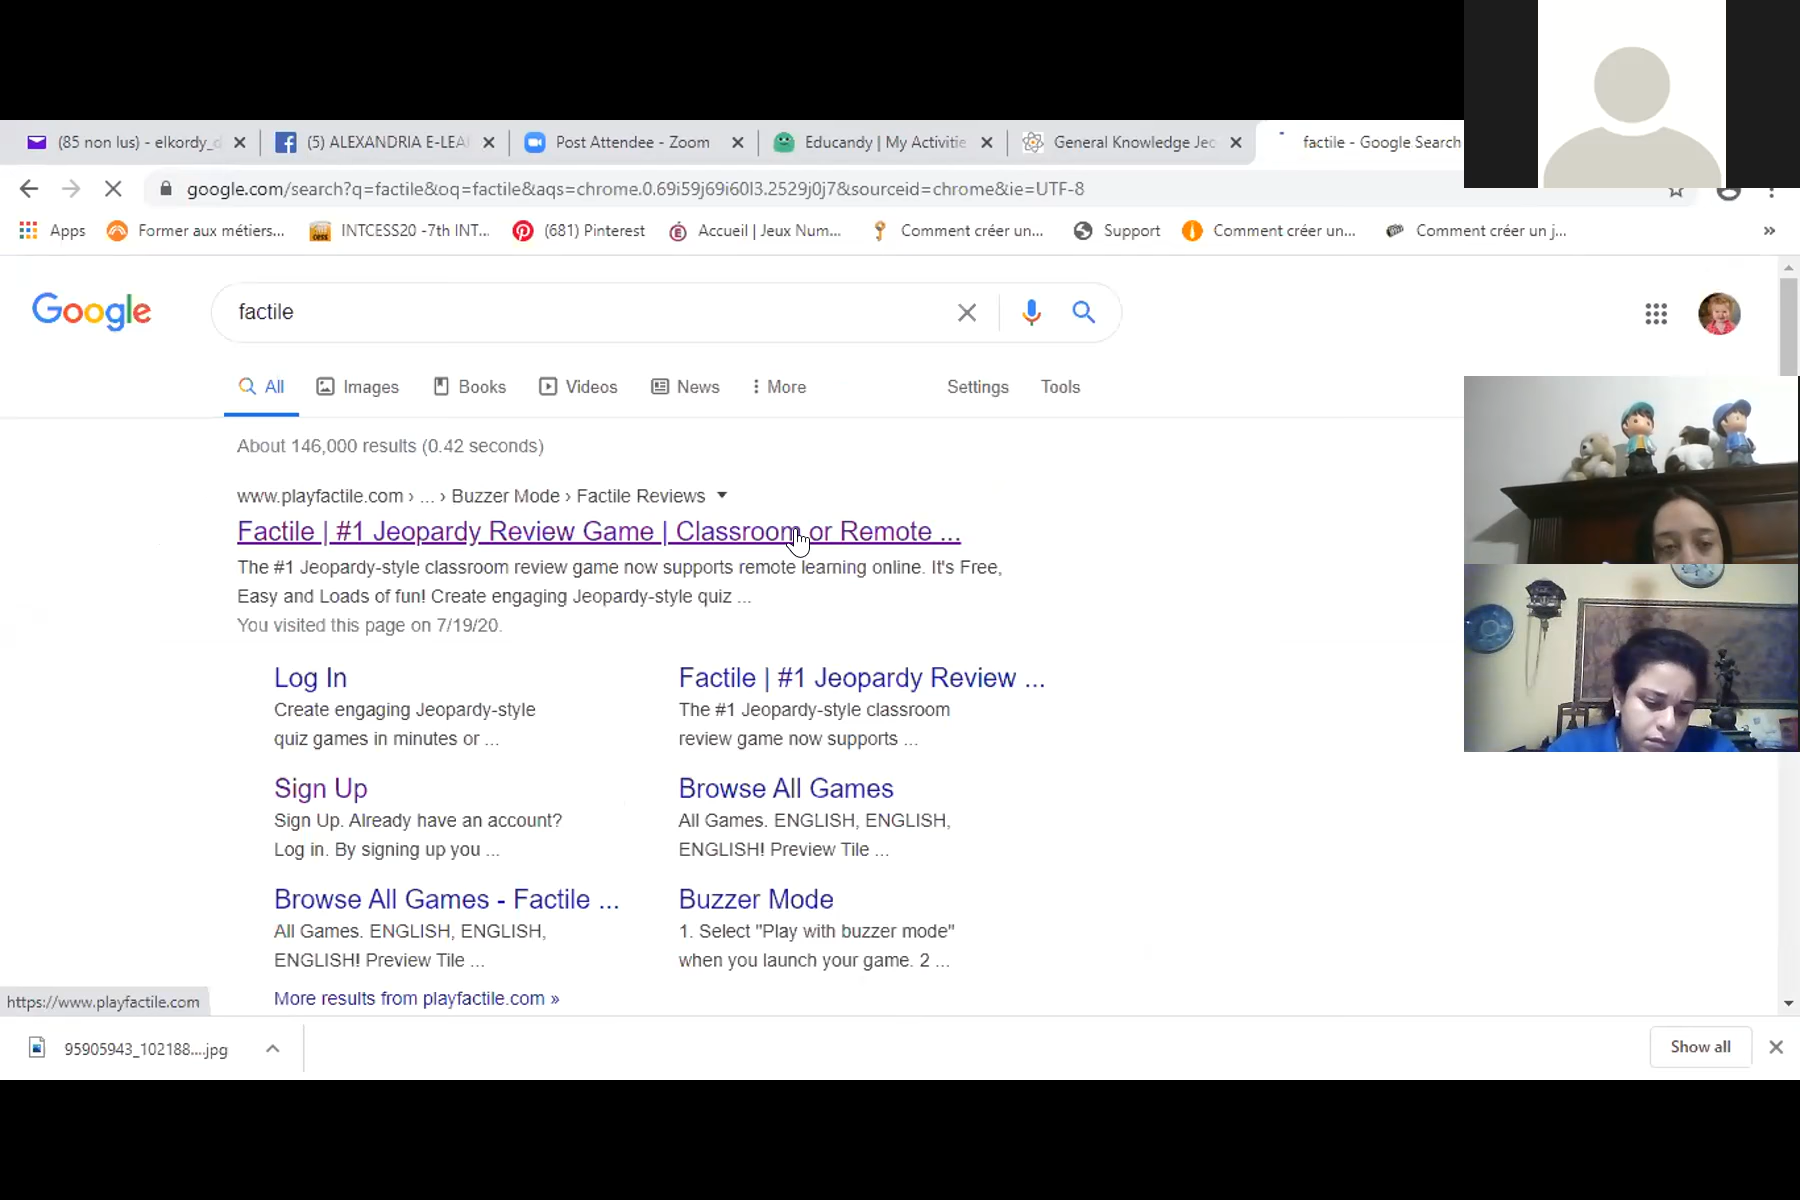 (85 non lus) - elkordy_d
(5) ALEXANDRIA E-LEA
Post Attendee - Zoom
Educandy | My Activitie
General Knowledge Jec
factile - Google Search
google.com/search?q=factile&oq=factile&aqs=chrome.0.69i59j69i60l3.2529j0j7&sourceid=chrome&ie=UTF-8
Apps
Former aux métiers...
INTCESS20 -7th INT...
(681) Pinterest
Accueil | Jeux Num...
Comment créer un...
Support
Comment créer un...
Comment créer un j...
»
Google
factile
All
Images
Books
Videos
News
More
Settings
Tools
About 146,000 results (0.42 seconds)
www.playfactile.com › ... › Buzzer Mode › Factile Reviews
Factile | #1 Jeopardy Review Game | Classroom or Remote ...
The #1 Jeopardy-style classroom review game now supports remote learning online. It's Free,
Easy and Loads of fun! Create engaging Jeopardy-style quiz ...
You visited this page on 7/19/20.
Log In
Create engaging Jeopardy-style
quiz games in minutes or ...
Factile | #1 Jeopardy Review ...
The #1 Jeopardy-style classroom
review game now supports ...
Sign Up
Sign Up. Already have an account?
Log in. By signing up you ...
Browse All Games
All Games. ENGLISH, ENGLISH,
ENGLISH! Preview Tile ...
Browse All Games - Factile ...
All Games. ENGLISH, ENGLISH,
ENGLISH! Preview Tile ...
Buzzer Mode
1. Select "Play with buzzer mode"
when you launch your game. 2 ...
More results from playfactile.com »
https://www.playfactile.com
95905943_102188....jpg
Show all